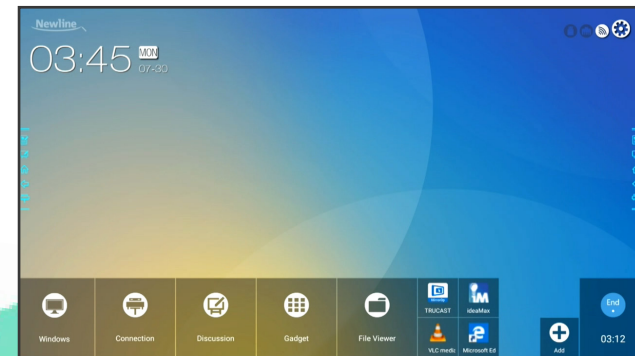 Newline
03:45 MON
07-30
Windows
Connection
Discussion
Gadget
File Viewer
TRUCAST
ideaMax
VLC medic
Microsoft Ed
Add
End
03:12